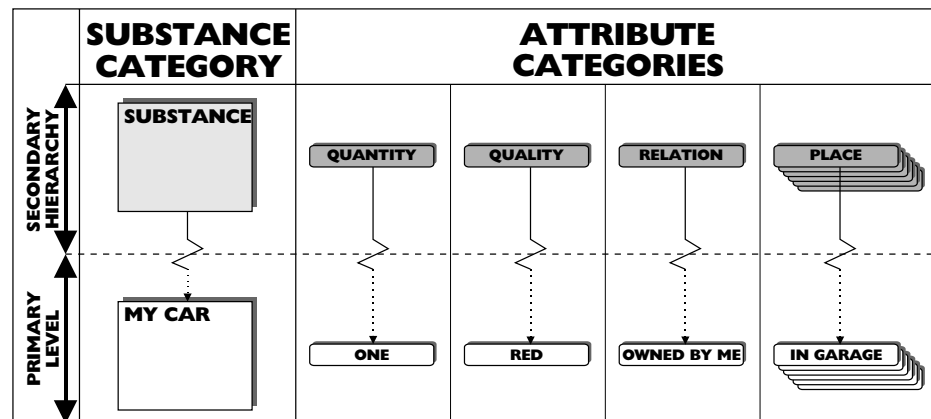 SUBSTANCE
CATEGORY
ATTRIBUTE
CATEGORIES
SECONDARY
HIERARCHY
SUBSTANCE
QUANTITY
QUALITY
RELATION
PLACE
PRIMARY
LEVEL
MY CAR
ONE
RED
OWNED BY ME
IN GARAGE